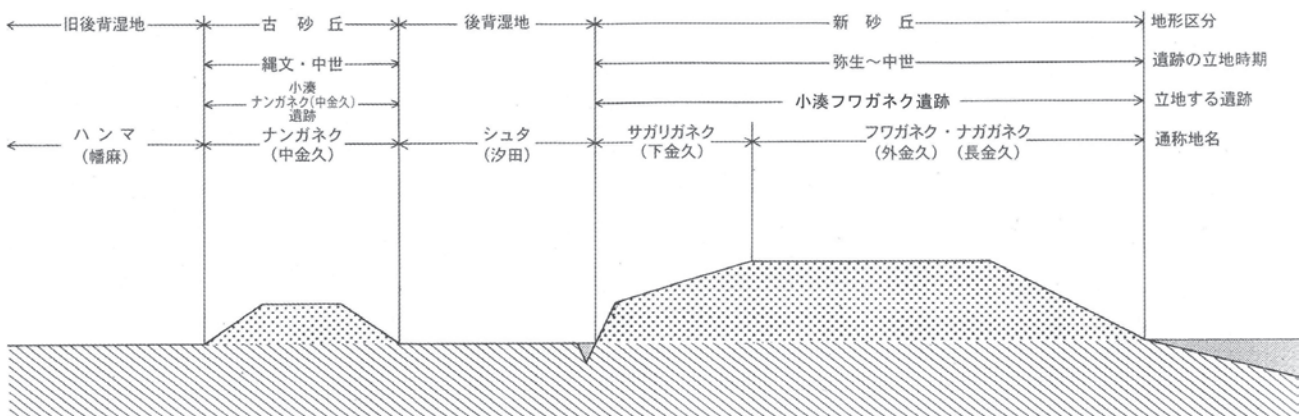 旧後背湿地 古砂丘 後背湿地 新砂丘 地形区分
縄文・中世 弥生〜中世 遺跡の立地時期
小湊
ナンガネク(中金久)
遺跡
小湊フワガネク遺跡 立地する遺跡
ハンマ ナンガネク シュタ サガリガネク フワガネク・ナガガネク 通称地名
(幡麻) (中金久) (汐田) (下金久) (外金久) (長金久)